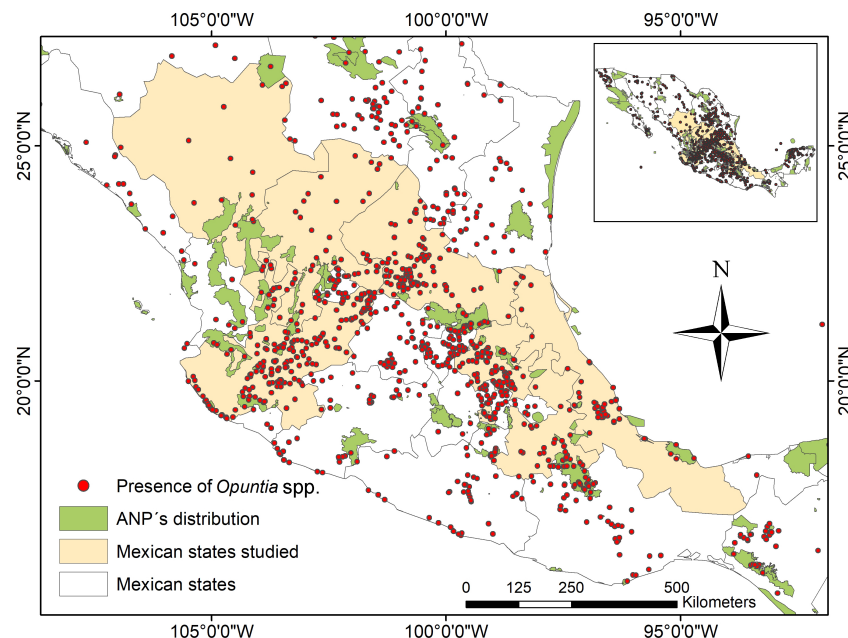 105°0'0"W 100°0'0"W 95°0'0"W
25°0'0"N 25°0'0"N
N
20°0'0"N 20°0'0"N
Presence of Opuntia spp.
ANP´s distribution
Mexican states studied
Mexican states
0 125 250 500
Kilometers
105°0'0"W 100°0'0"W 95°0'0"W